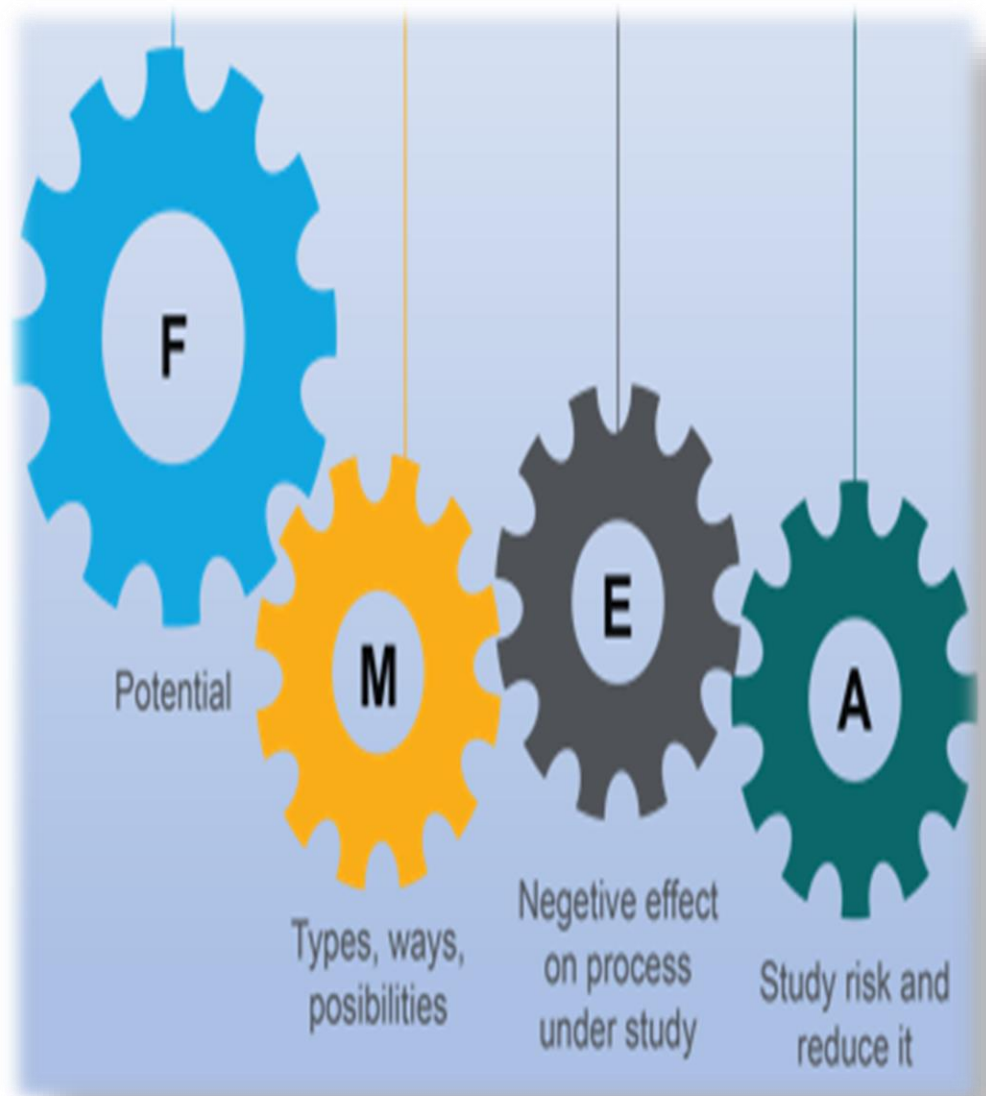 F
Potential
M
Types, ways,
posibilities
E
Negetive effect
on process
under study
A
Study risk and
reduce it